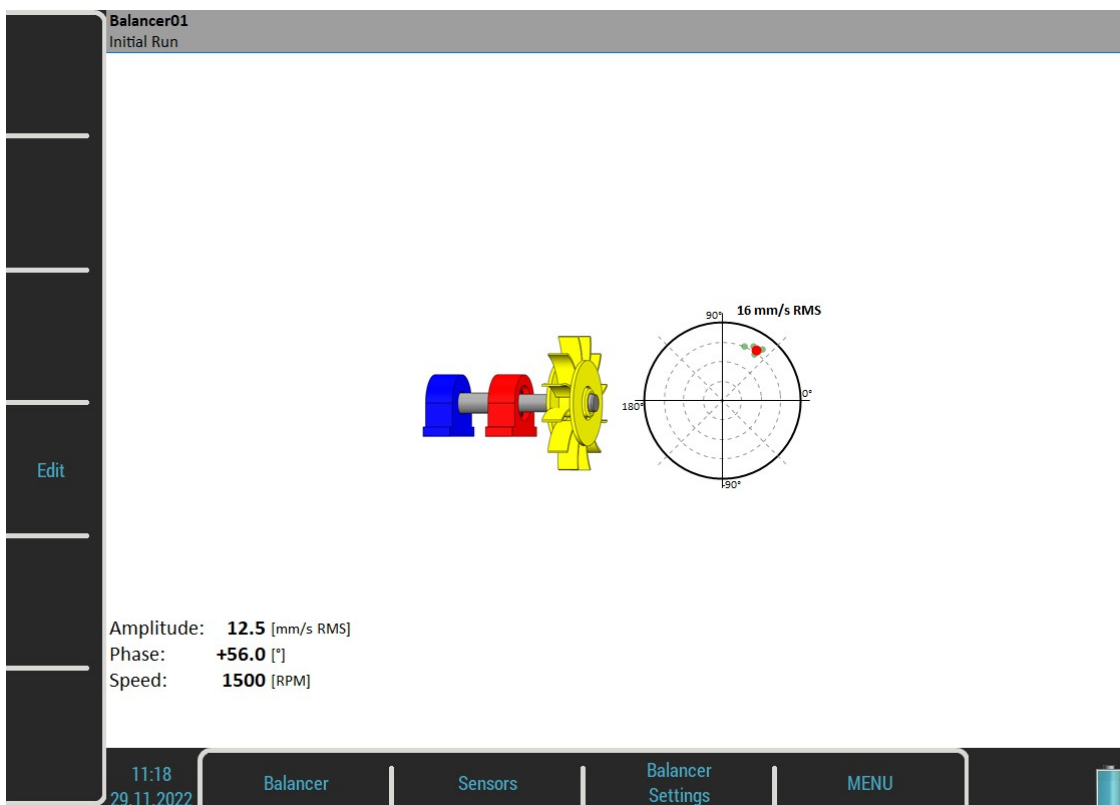 Balancer01
Initial Run
16 mm/s RMS
90°
0°
180°
-90°
Edit
Amplitude: 12.5 [mm/s RMS]
Phase: +56.0 [°]
Speed: 1500 [RPM]
11:18
29.11.2022
Balancer
Sensors
Balancer
Settings
MENU